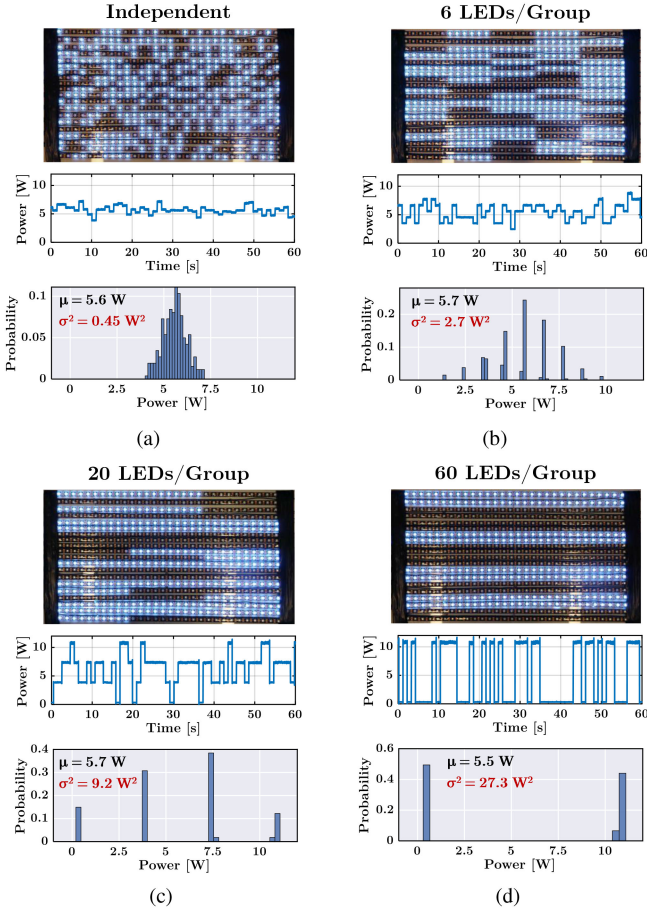 Independent
Power [W]
10
5
0
0 10 20 30 40 50 60
Time [s]
Probability
0.1
0.05
0
μ = 5.6 W
σ² = 0.45 W²
0 2.5 5 7.5 10
Power [W]
(a)
6 LEDs/Group
Power [W]
10
5
0
0 10 20 30 40 50 60
Time [s]
Probability
0.2
0.1
0
μ = 5.7 W
σ² = 2.7 W²
0 2.5 5 7.5 10
Power [W]
(b)
20 LEDs/Group
Power [W]
10
5
0
0 10 20 30 40 50 60
Time [s]
Probability
0.4
0.3
0.2
0.1
0
μ = 5.7 W
σ² = 9.2 W²
0 2.5 5 7.5 10
Power [W]
(c)
60 LEDs/Group
Power [W]
10
5
0
0 10 20 30 40 50 60
Time [s]
Probability
0.6
0.4
0.2
0
μ = 5.5 W
σ² = 27.3 W²
0 2.5 5 7.5 10
Power [W]
(d)